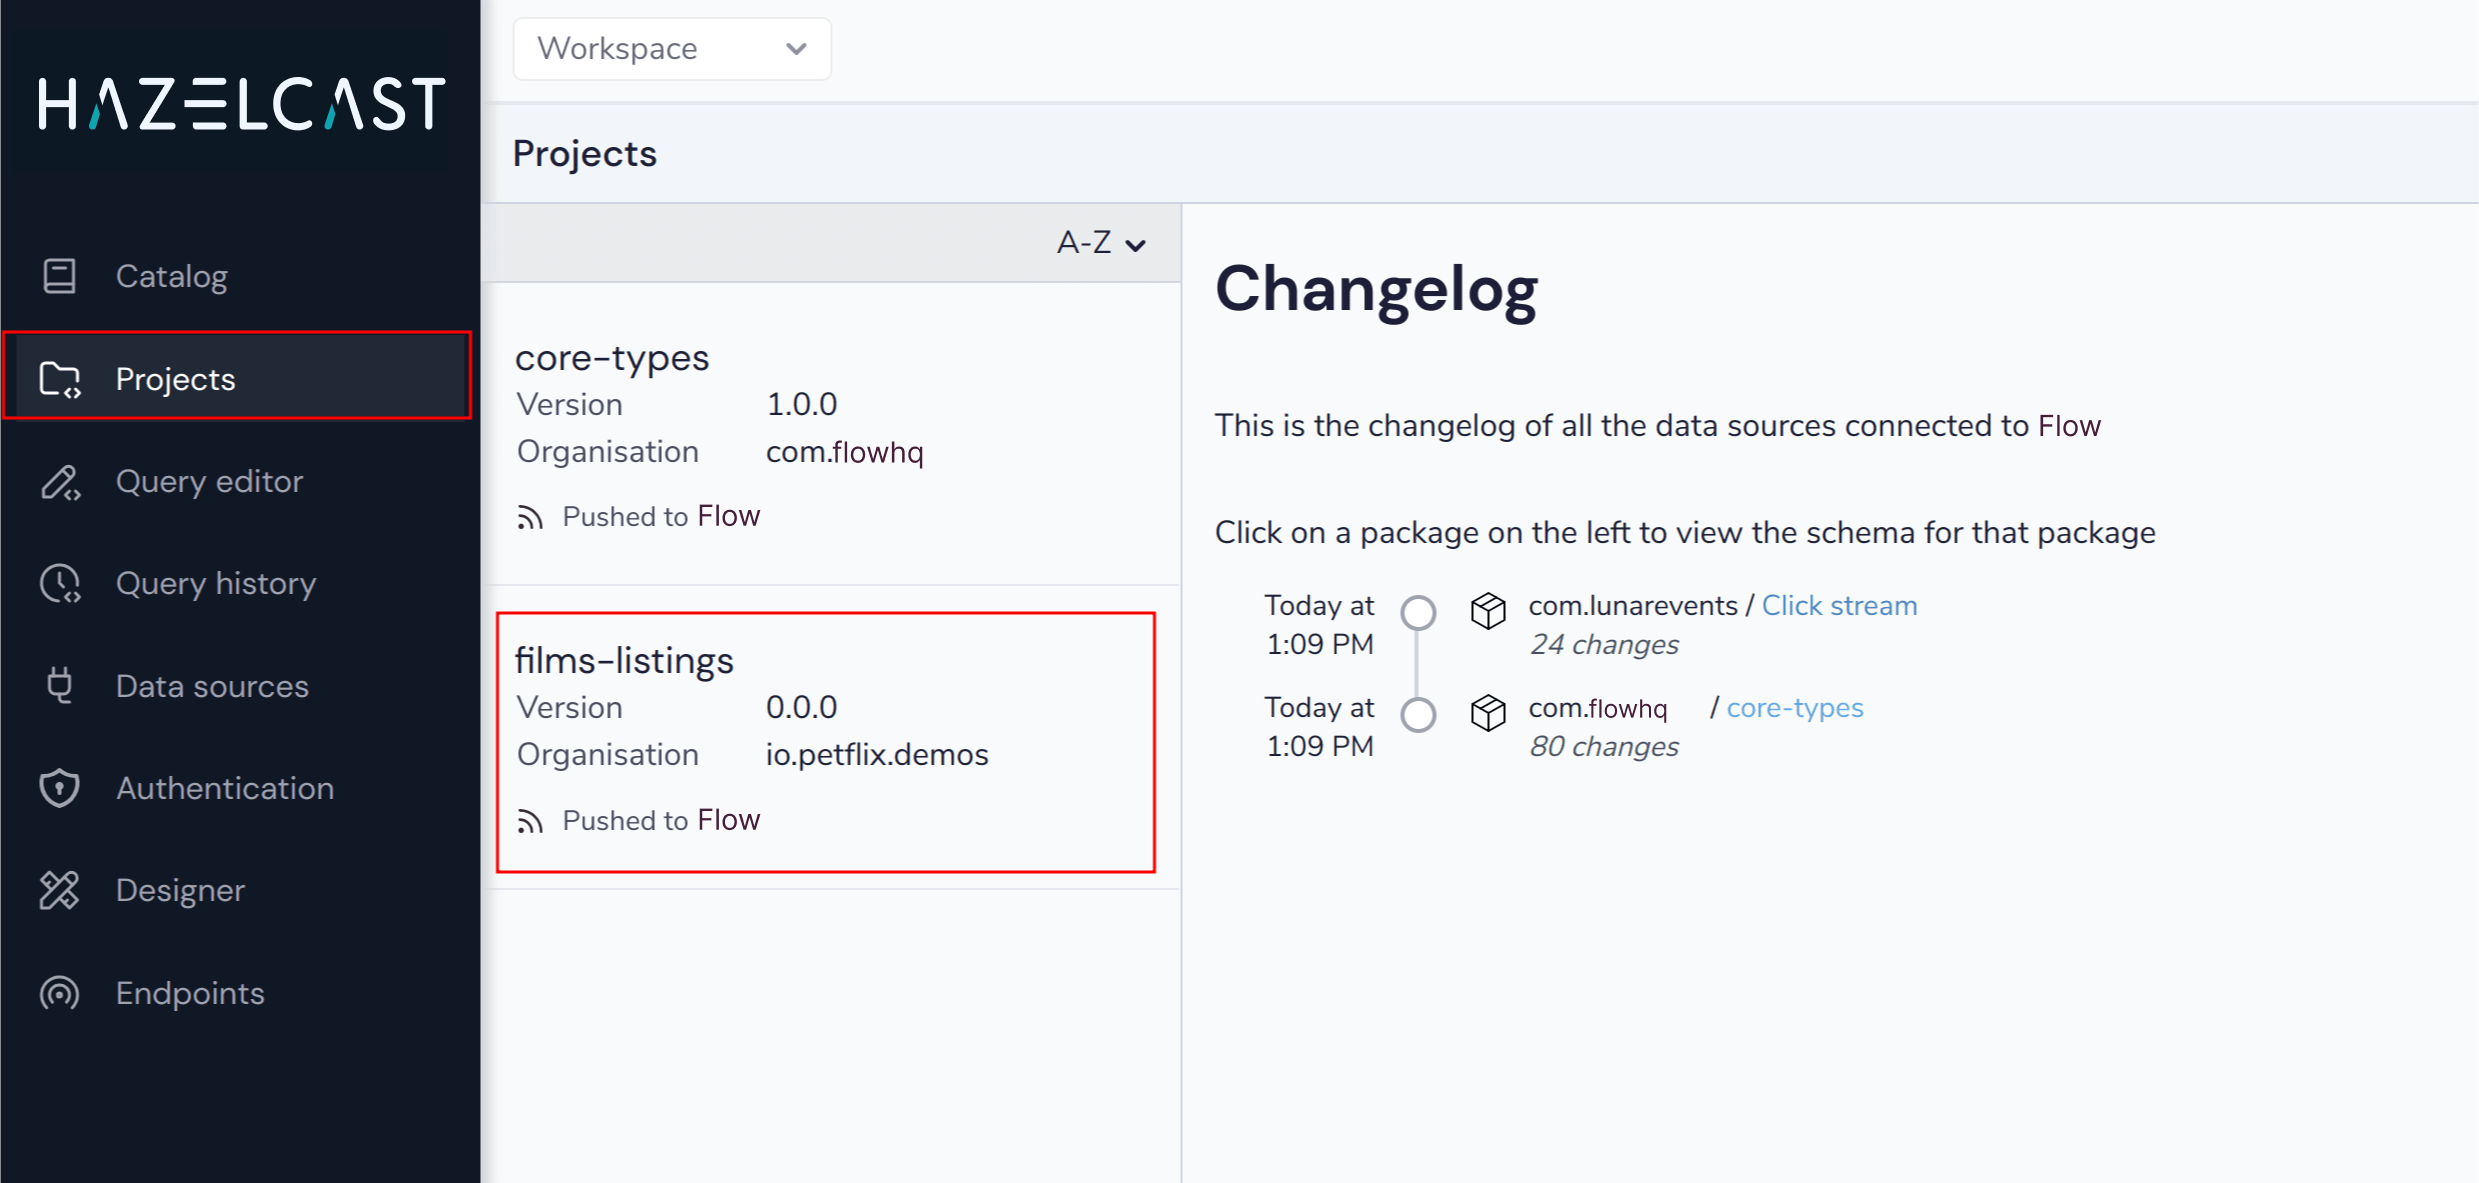 HAZELCAST
Catalog
Projects
Query editor
Query history
Data sources
Authentication
Designer
Endpoints
Workspace
Projects
A-Z
core-types
Version 1.0.0
Organisation com.flowhq
Pushed to Flow
films-listings
Version 0.0.0
Organisation io.petflix.demos
Pushed to Flow
Changelog
This is the changelog of all the data sources connected to Flow
Click on a package on the left to view the schema for that package
Today at
1:09 PM
com.lunarevents / Click stream
24 changes
Today at
1:09 PM
com.flowhq / core-types
80 changes